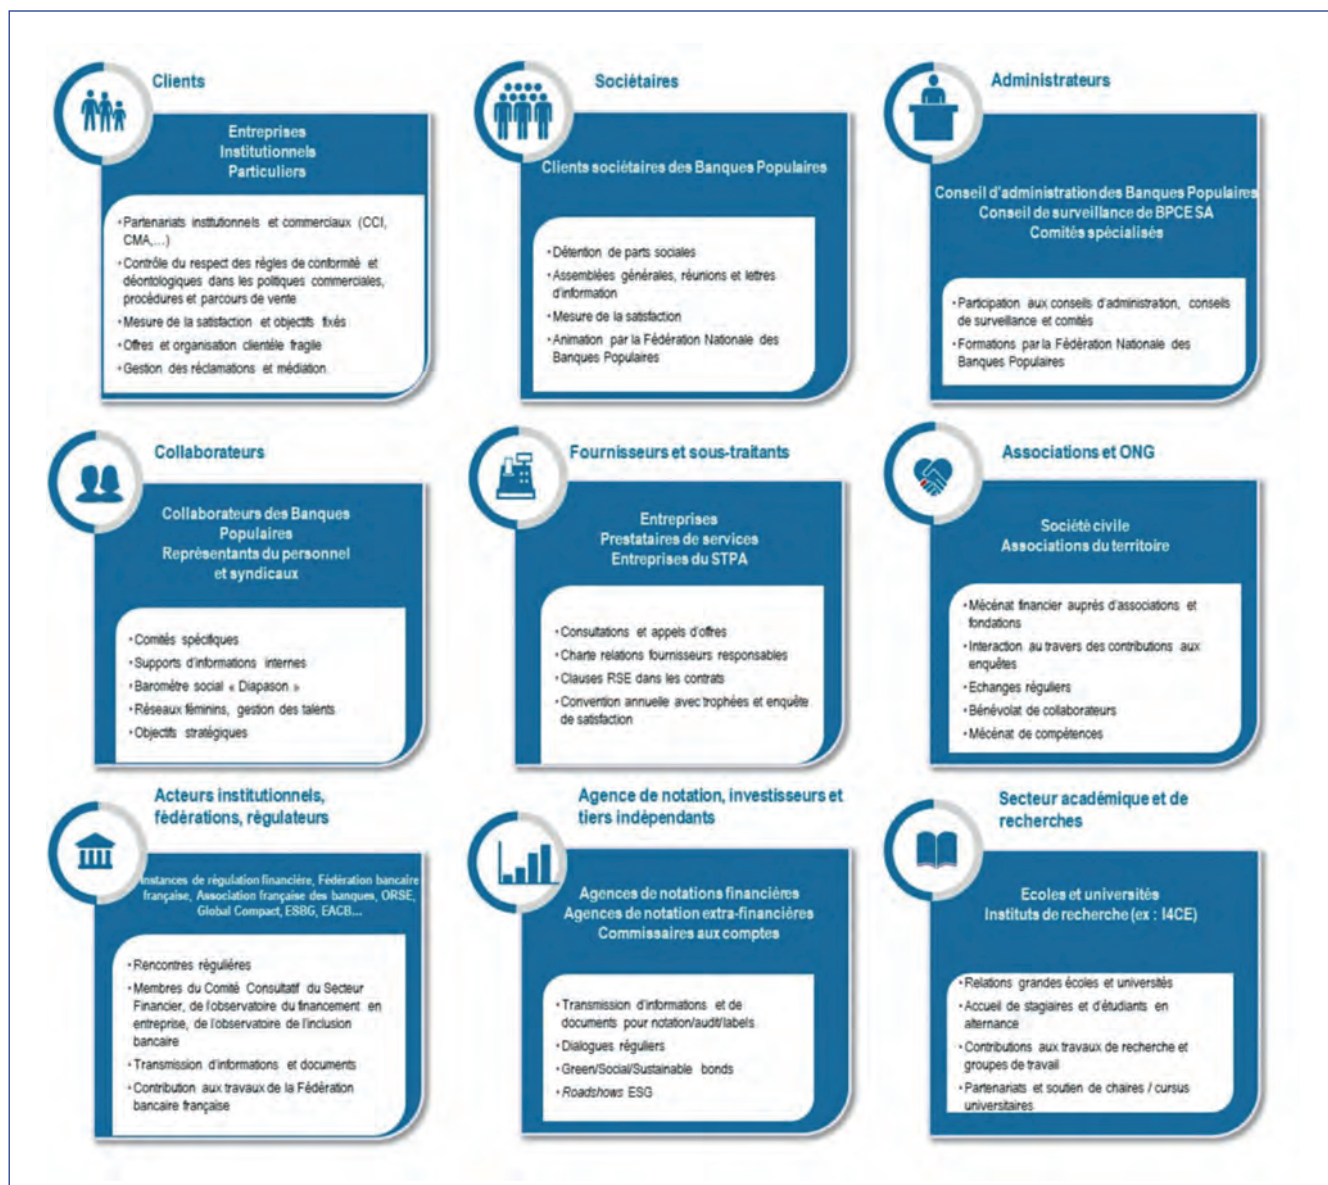 Clients
Entreprises
Institutionnels
Particuliers
• Partenariats institutionnels et commerciaux (CCI,
CMA,…)
• Contrôle du respect des règles de conformité et
déontologiques dans les politiques commerciales,
procédures et parcours de vente
• Mesure de la satisfaction et objectifs fixés
• Offres et organisation clientèle fragile
• Gestion des réclamations et médiation
Sociétaires
Clients sociétaires des Banques Populaires
• Détention de parts sociales
• Assemblées générales, réunions et lettres
d'information
• Mesure de la satisfaction
• Animation par la Fédération Nationale des
Banques Populaires
Administrateurs
Conseil d'administration des Banques Populaires
Conseil de surveillance de BPCE SA
Comités spécialisés
• Participation aux conseils d'administration, conseils
de surveillance et comités
• Formations par la Fédération Nationale des
Banques Populaires
Collaborateurs
Collaborateurs des Banques
Populaires
Représentants du personnel
et syndicaux
• Comités spécifiques
• Supports d'informations internes
• Baromètre social « Diapason »
• Réseaux féminins, gestion des talents
• Objectifs stratégiques
Fournisseurs et sous-traitants
Entreprises
Prestataires de services
Entreprises du STPA
• Consultations et appels d'offres
• Charte relations fournisseurs responsables
• Clauses RSE dans les contrats
• Convention annuelle avec trophées et enquête
de satisfaction
Associations et ONG
Société civile
Associations du territoire
• Mécénat financier auprès d'associations et
fondations
• Interaction au travers des contributions aux
enquêtes
• Echanges réguliers
• Bénévolat de collaborateurs
• Mécénat de compétences
Acteurs institutionnels,
fédérations, régulateurs
Instances de régulation financière, Fédération bancaire
française, Association française des banques, ORSE,
Global Compact, ESBG, EACB…
• Rencontres régulières
• Membres du Comité Consultatif du Secteur
Financier, de l'observatoire du financement en
entreprise, de l'observatoire de l'inclusion
bancaire
• Transmission d'informations et documents
• Contribution aux travaux de la Fédération
bancaire française
Agence de notation, investisseurs et
tiers indépendants
Agences de notations financières
Agences de notation extra-financières
Commissaires aux comptes
• Transmission d'informations et de
documents pour notation/audit/labels
• Dialogues réguliers
• Green/Social/Sustainable bonds
• Roadshows ESG
Secteur académique et de
recherches
Ecoles et universités
Instituts de recherche (ex : I4CE)
• Relations grandes écoles et universités
• Accueil de stagiaires et d'étudiants en
alternance
• Contributions aux travaux de recherche et
groupes de travail
• Partenariats et soutien de chaires / cursus
universitaires